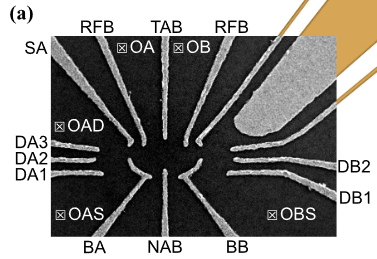 (a)
RFB TAB RFB
SA
OA OB
OAD
DA3
DA2
DA1
DB2
DB1
OAS OBS
BA NAB BB